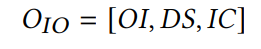 O_{IO} = [OI, DS, IC]